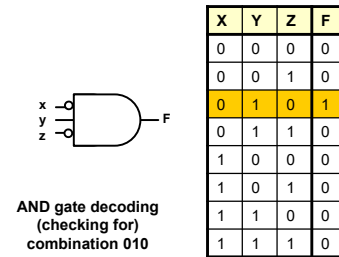 X Y Z F
0 0 0 0
0 0 1 0
0 1 0 1
0 1 1 0
1 0 0 0
1 0 1 0
1 1 0 0
1 1 1 0
x
y F
z
AND gate decoding
(checking for)
combination 010